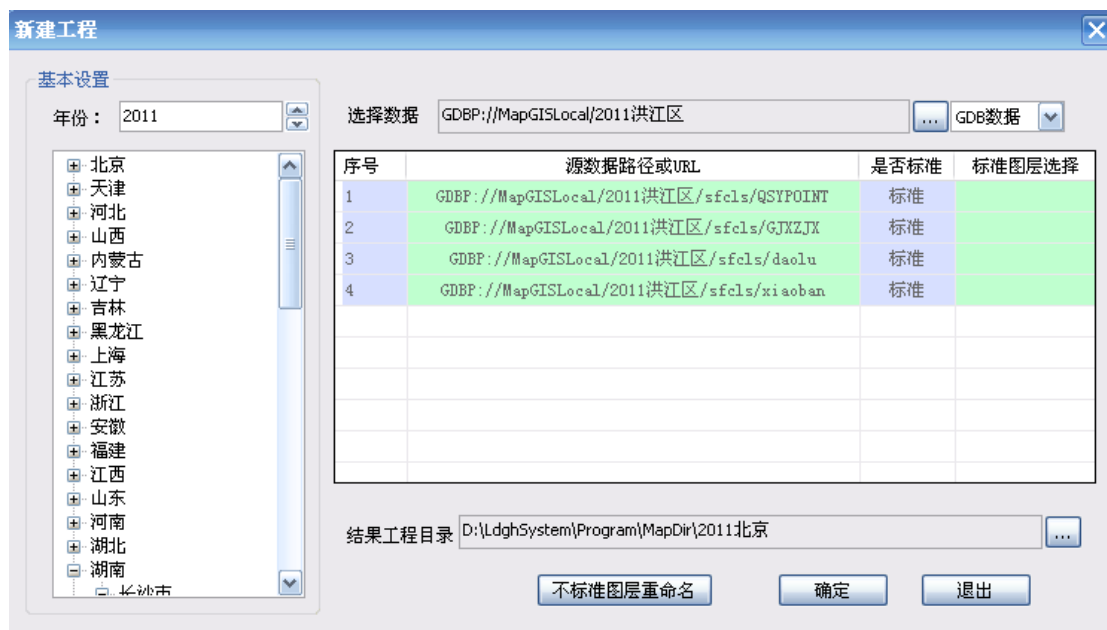 新建工程
基本设置
年份： 2011
选择数据 GDBP://MapGISLocal/2011洪江区 ... GDB数据
北京
天津
河北
山西
内蒙古
辽宁
吉林
黑龙江
上海
江苏
浙江
安徽
福建
江西
山东
河南
湖北
湖南
长沙市
序号 源数据路径或URL 是否标准 标准图层选择
1 GDBP://MapGISLocal/2011洪江区/sfcls/QSYPOINT 标准
2 GDBP://MapGISLocal/2011洪江区/sfcls/GJXZJX 标准
3 GDBP://MapGISLocal/2011洪江区/sfcls/daolu 标准
4 GDBP://MapGISLocal/2011洪江区/sfcls/xiaoban 标准
结果工程目录 D:\LdghSystem\Program\MapDir\2011北京 ...
不标准图层重命名 确定 退出